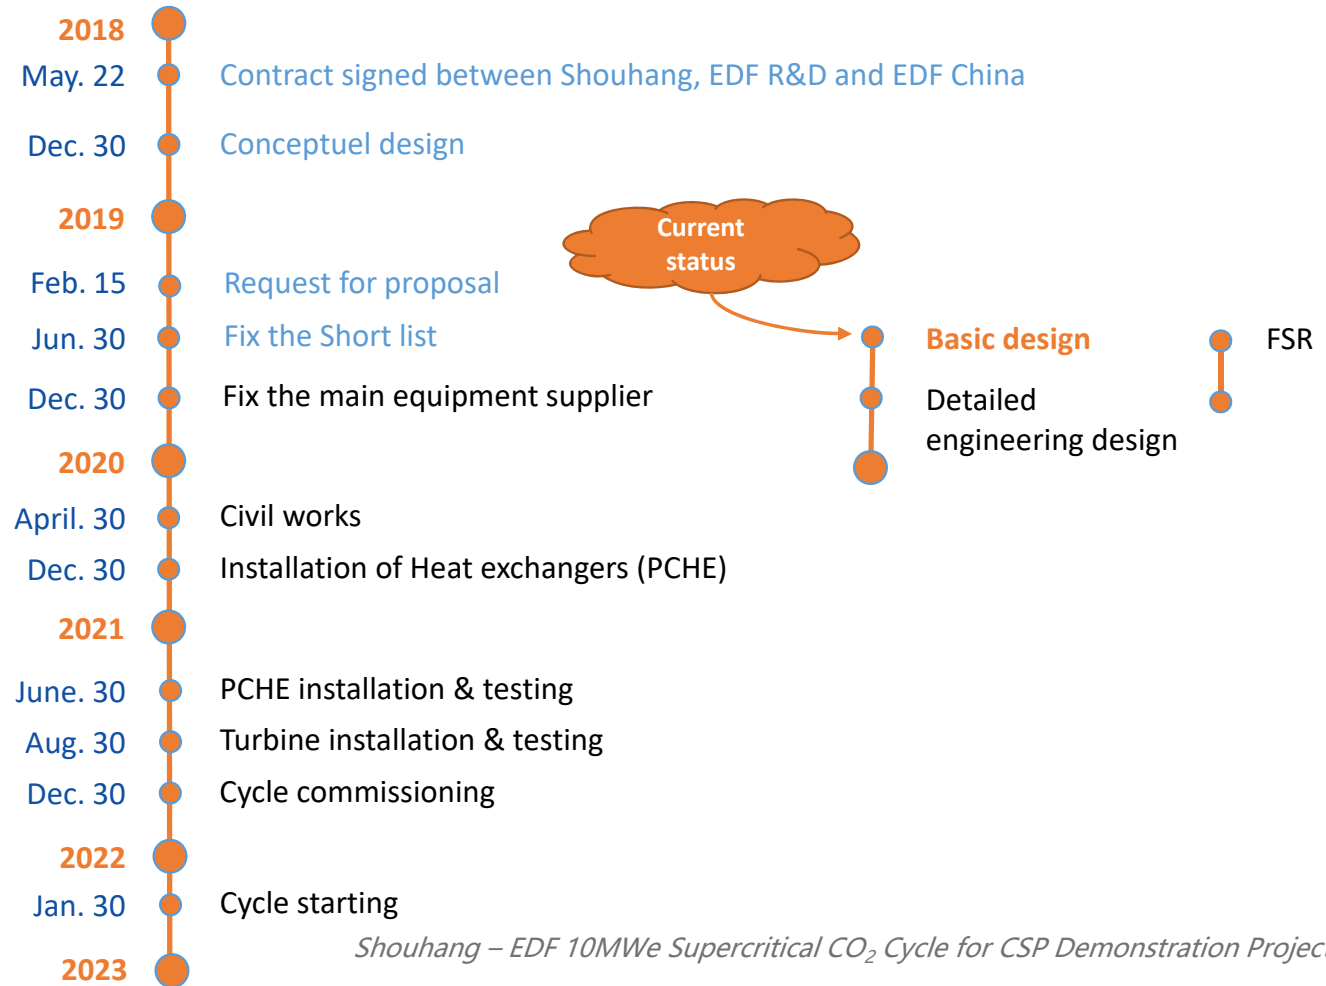 2018
May. 22 Contract signed between Shouhang, EDF R&D and EDF China
Dec. 30 Conceptuel design
2019
Current
status
Feb. 15 Request for proposal
Jun. 30 Fix the Short list Basic design FSR
Dec. 30 Fix the main equipment supplier Detailed
engineering design
2020
April. 30 Civil works
Dec. 30 Installation of Heat exchangers (PCHE)
2021
June. 30 PCHE installation & testing
Aug. 30 Turbine installation & testing
Dec. 30 Cycle commissioning
2022
Jan. 30 Cycle starting
Shouhang – EDF 10MWe Supercritical CO₂ Cycle for CSP Demonstration Project
2023